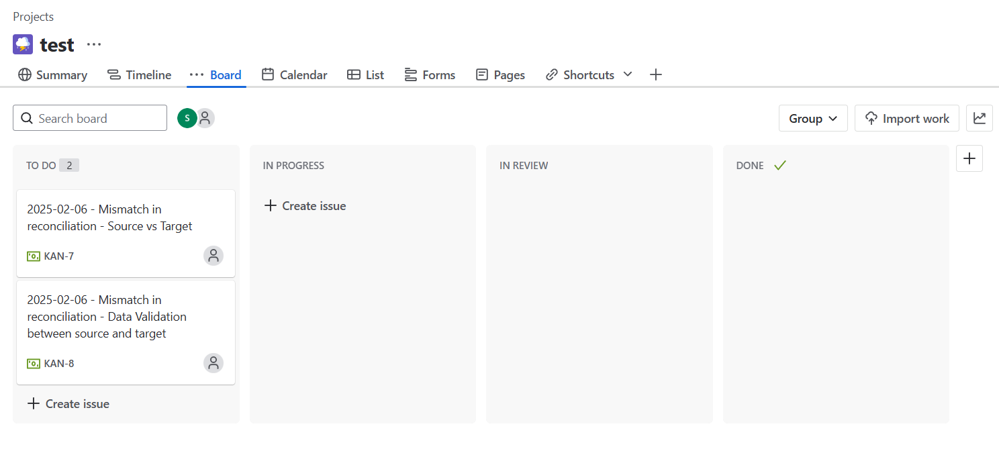 Projects
test
Summary Timeline Board Calendar List Forms Pages Shortcuts
Search board
S
Group
Import work
TO DO 2
IN PROGRESS
IN REVIEW
DONE
2025-02-06 - Mismatch in
reconciliation - Source vs Target
KAN-7
2025-02-06 - Mismatch in
reconciliation - Data Validation
between source and target
KAN-8
Create issue
Create issue